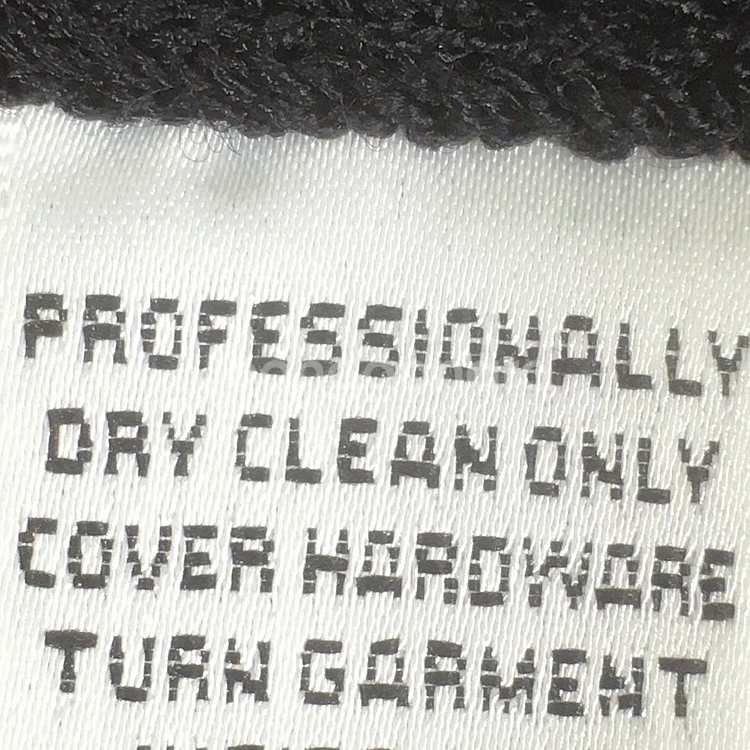 PROFESSIONALLY
DRY CLEAN ONLY
COVER HARDWARE
TURN GARMENT